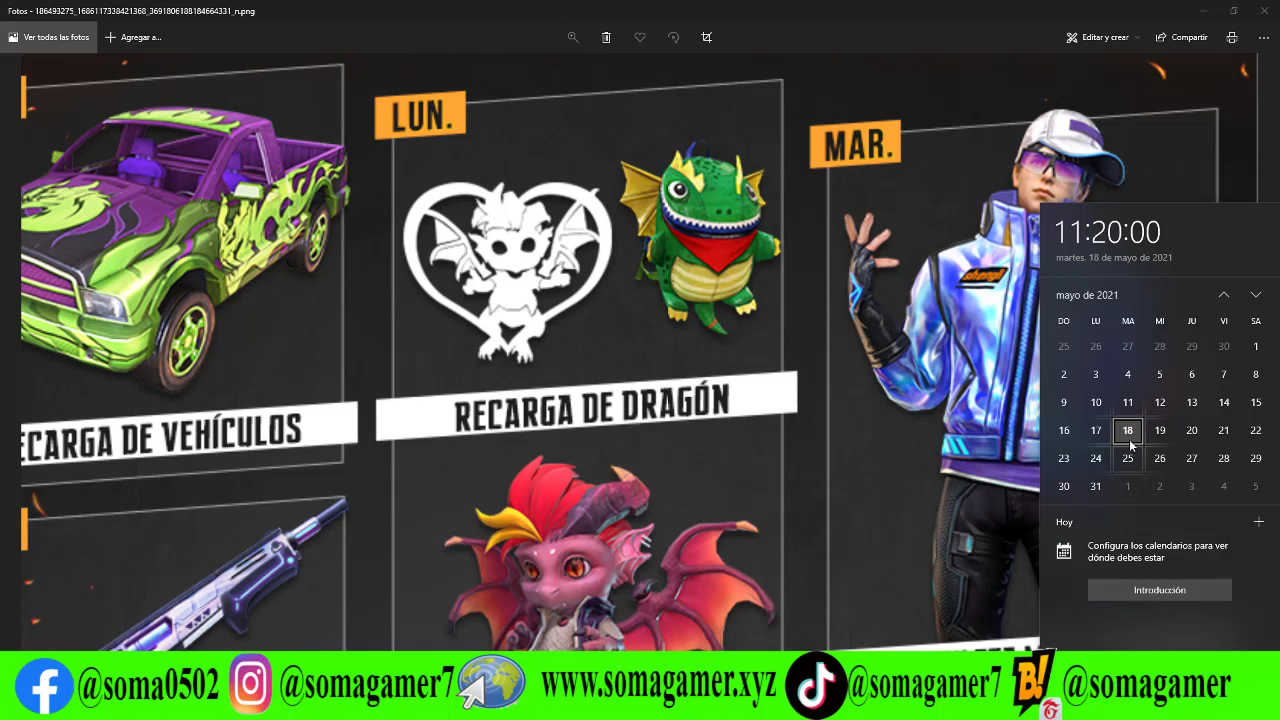 Fotos - 186493275_1686117338421368_3691806188184664331_n.png
Ver todas las fotos
Agregar a...
Editar y crear
Compartir
LUN.
MAR.
shengli
ECARGA DE VEHÍCULOS
RECARGA DE DRAGÓN
11:20:00
martes, 18 de mayo de 2021
mayo de 2021
DO LU MA MI JU VI SA
25 26 27 28 29 30 1
2 3 4 5 6 7 8
9 10 11 12 13 14 15
16 17 18 19 20 21 22
23 24 25 26 27 28 29
30 31 1 2 3 4 5
Hoy
Configura los calendarios para ver
dónde debes estar
Introducción
@soma0502
@somagamer7
www.somagamer.xyz
@somagamer7
B!
@somagamer